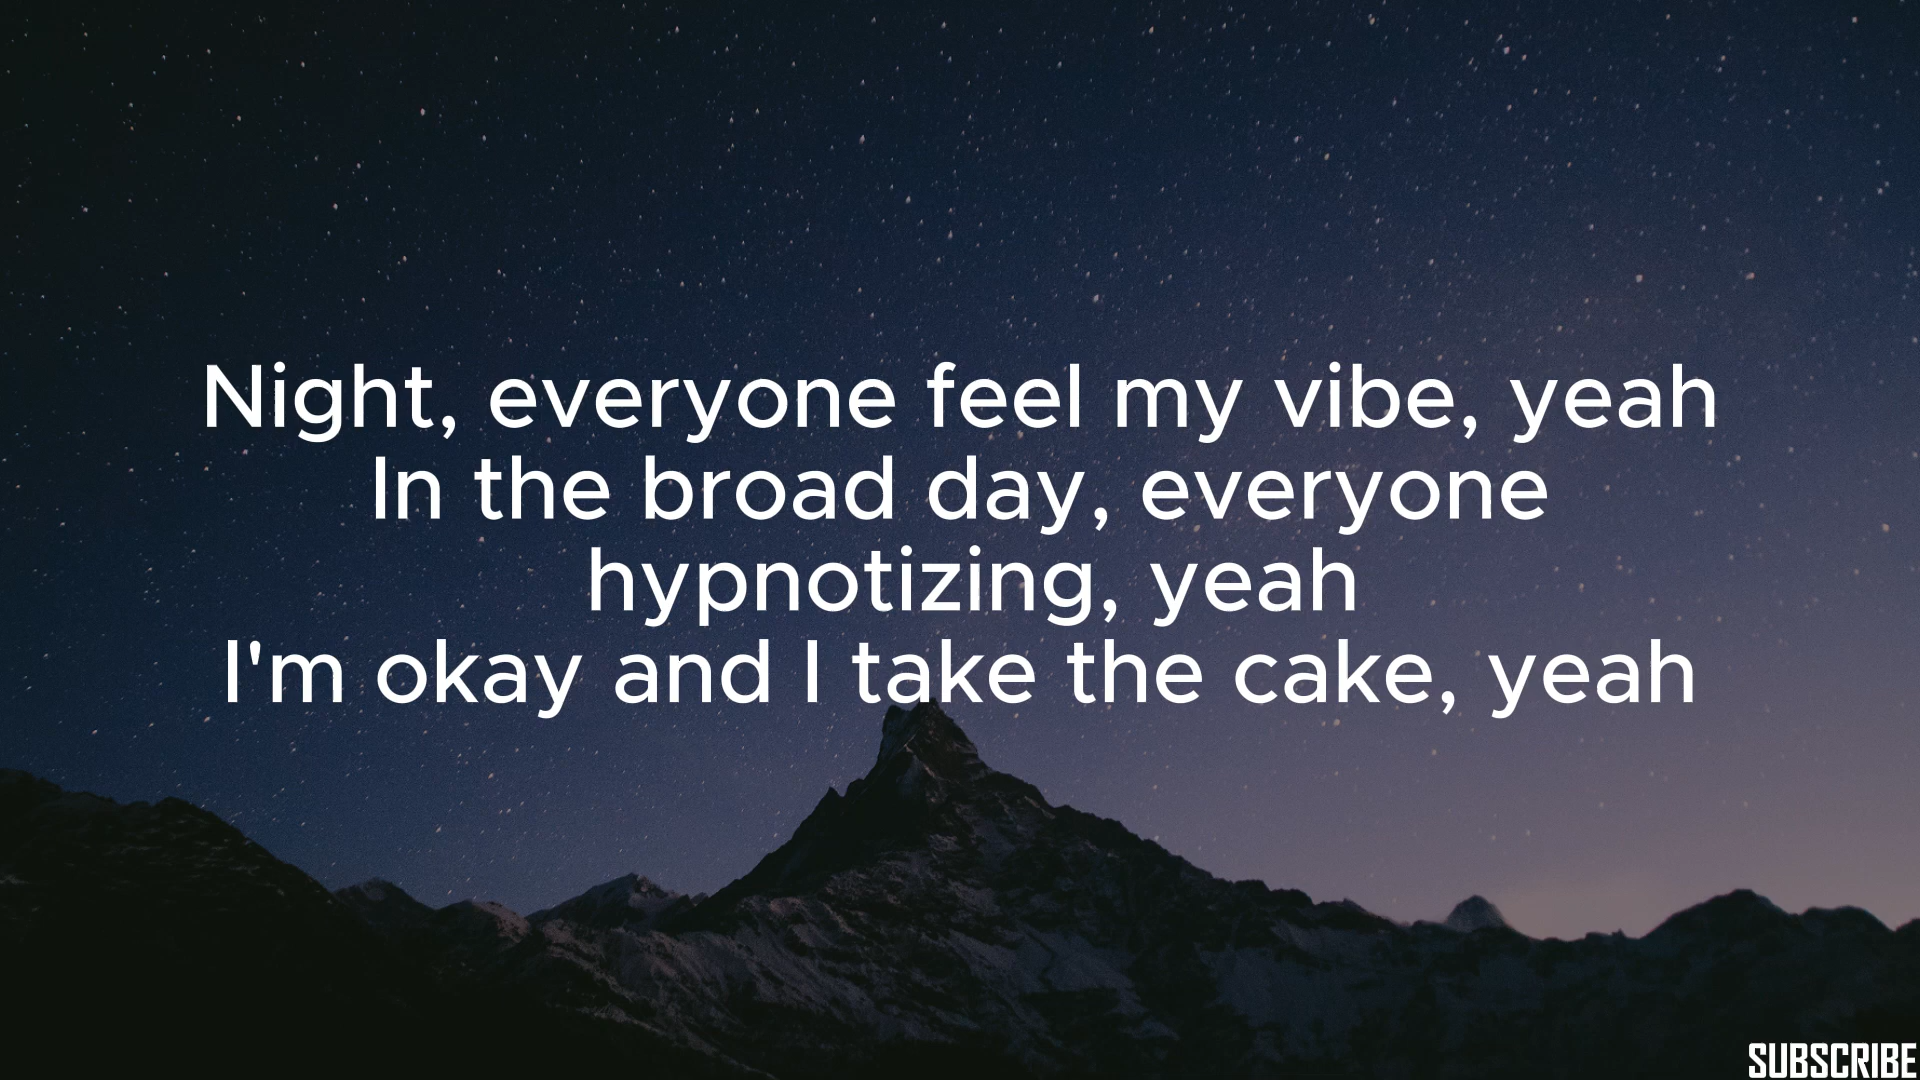 Night, everyone feel my vibe, yeah
In the broad day, everyone
hypnotizing, yeah
I'm okay and I take the cake, yeah
SUBSCRIBE